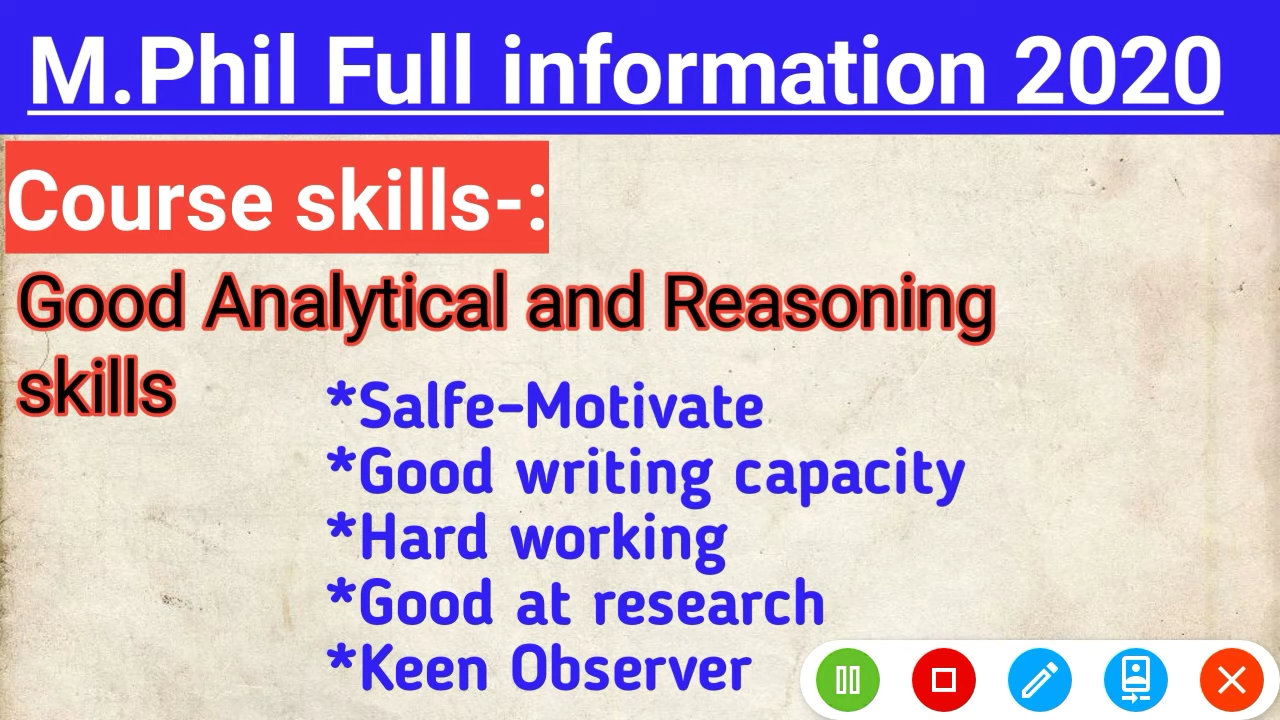 M.Phil Full information 2020
Course skills-:
Good Analytical and Reasoning
skills
*Salfe-Motivate
*Good writing capacity
*Hard working
*Good at research
*Keen Observer